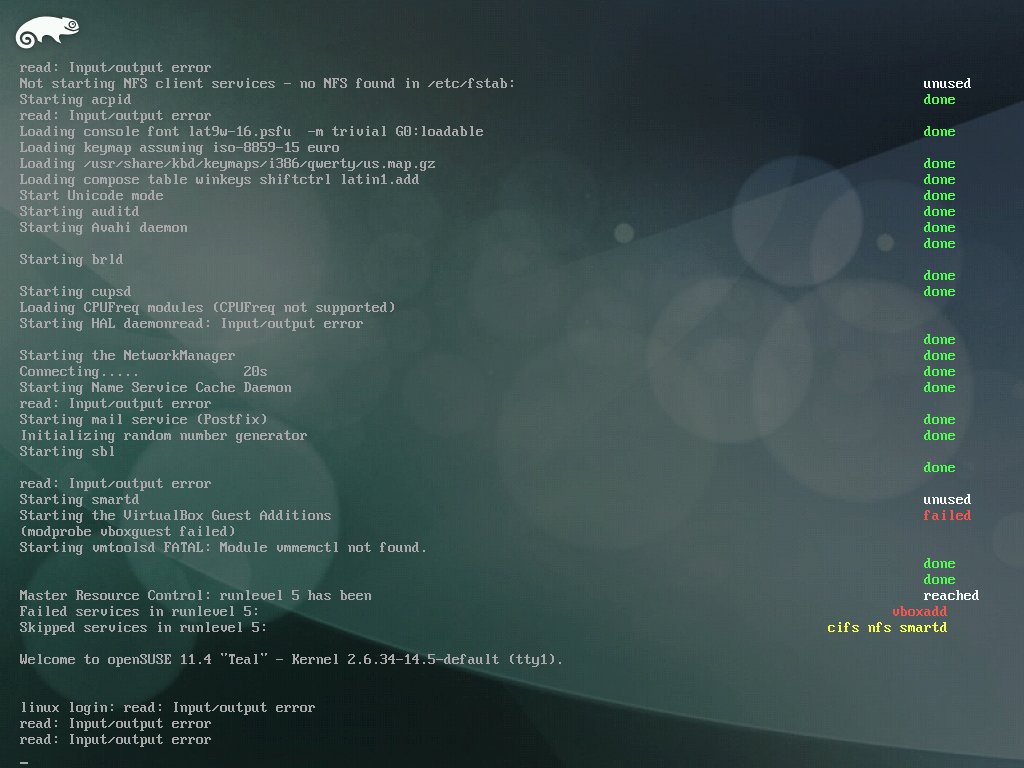 read: Input/output error
Not starting NFS client services - no NFS found in /etc/fstab: unused
Starting acpid done
read: Input/output error
Loading console font lat9w-16.psfu -m trivial G0:loadable done
Loading keymap assuming iso-8859-15 euro
Loading /usr/share/kbd/keymaps/i386/qwerty/us.map.gz done
Loading compose table winkeys shiftctrl latin1.add done
Start Unicode mode done
Starting auditd done
Starting Avahi daemon done
done
Starting brld
done
Starting cupsd done
Loading CPUFreq modules (CPUFreq not supported)
Starting HAL daemonread: Input/output error
done
Starting the NetworkManager done
Connecting..... 20s done
Starting Name Service Cache Daemon done
read: Input/output error
Starting mail service (Postfix) done
Initializing random number generator done
Starting sbl
done
read: Input/output error
Starting smartd unused
Starting the VirtualBox Guest Additions failed
(modprobe vboxguest failed)
Starting vmtoolsd FATAL: Module vmmemctl not found.
done
done
Master Resource Control: runlevel 5 has been reached
Failed services in runlevel 5: vboxadd
Skipped services in runlevel 5: cifs nfs smartd
Welcome to openSUSE 11.4 "Teal" - Kernel 2.6.34-14.5-default (tty1).
linux login: read: Input/output error
read: Input/output error
read: Input/output error